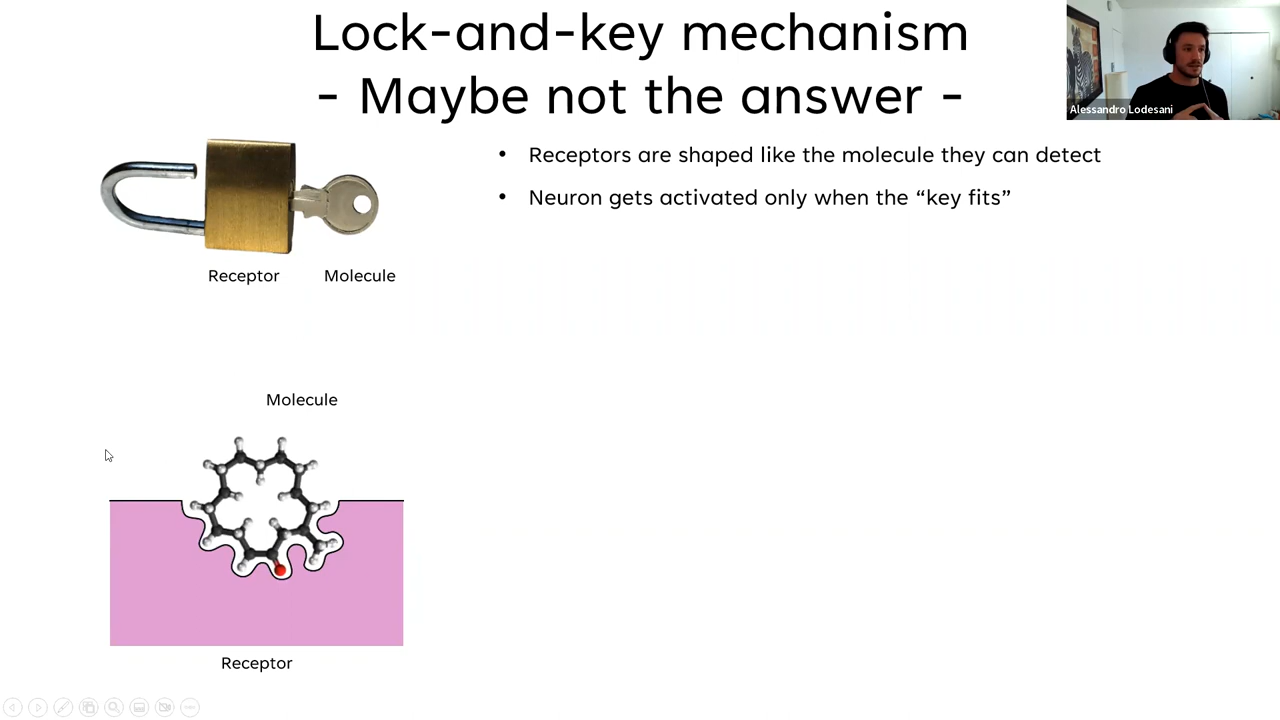 Lock-and-key mechanism
- Maybe not the answer -
Alessandro Lodesani
• Receptors are shaped like the molecule they can detect
• Neuron gets activated only when the “key fits”
Receptor
Molecule
Molecule
Receptor